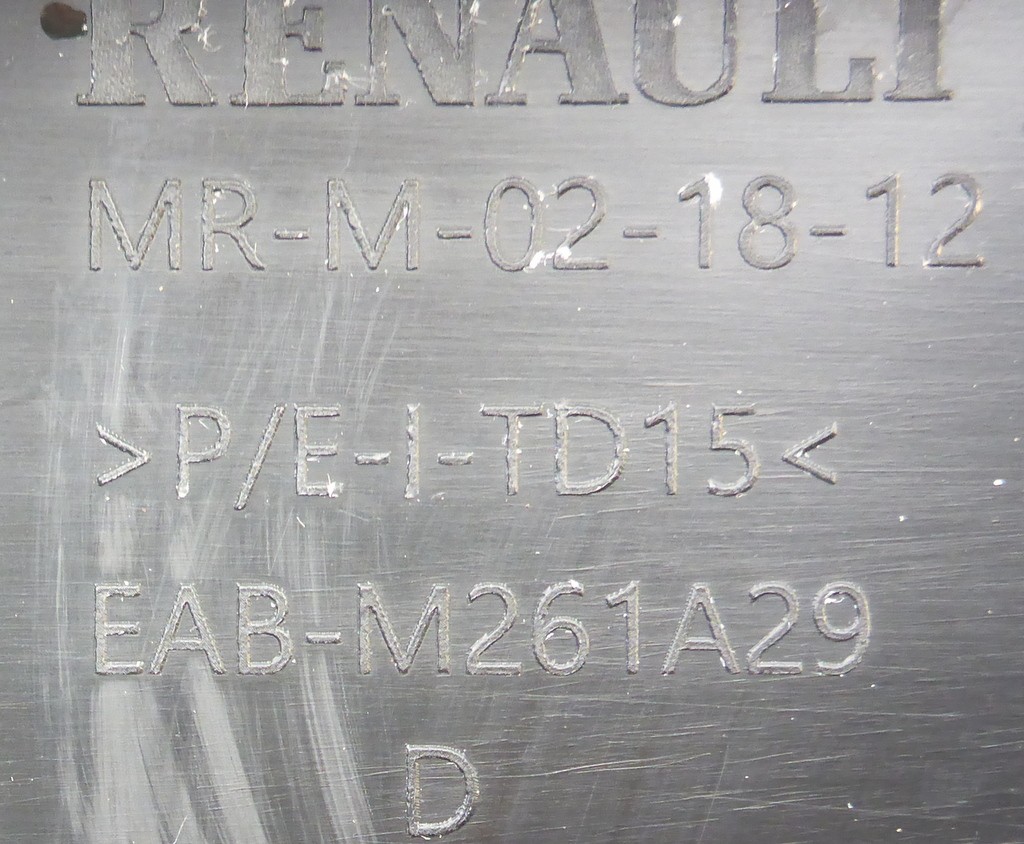 RENAULT
MR-M-02-18-12
>P/E-I-TD15<
EAB-M261A29
D